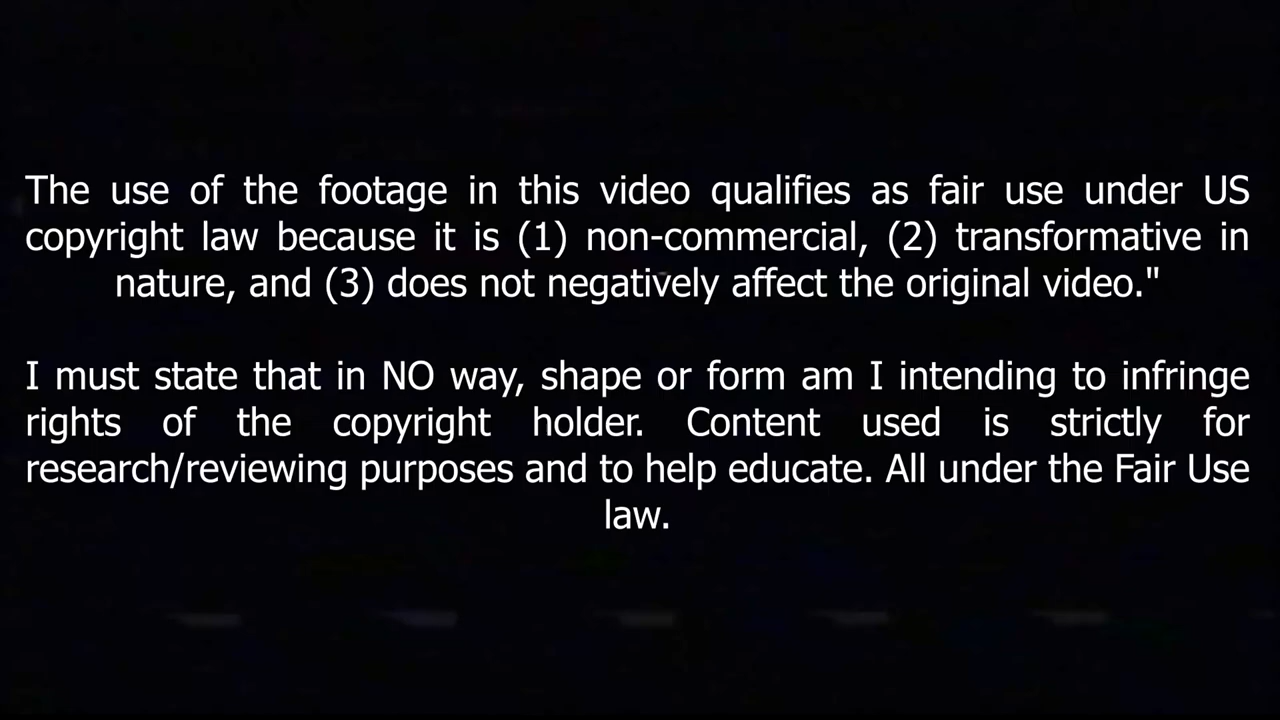 The use of the footage in this video qualifies as fair use under US
copyright law because it is (1) non-commercial, (2) transformative in
nature, and (3) does not negatively affect the original video."
I must state that in NO way, shape or form am I intending to infringe
rights of the copyright holder. Content used is strictly for
research/reviewing purposes and to help educate. All under the Fair Use
law.